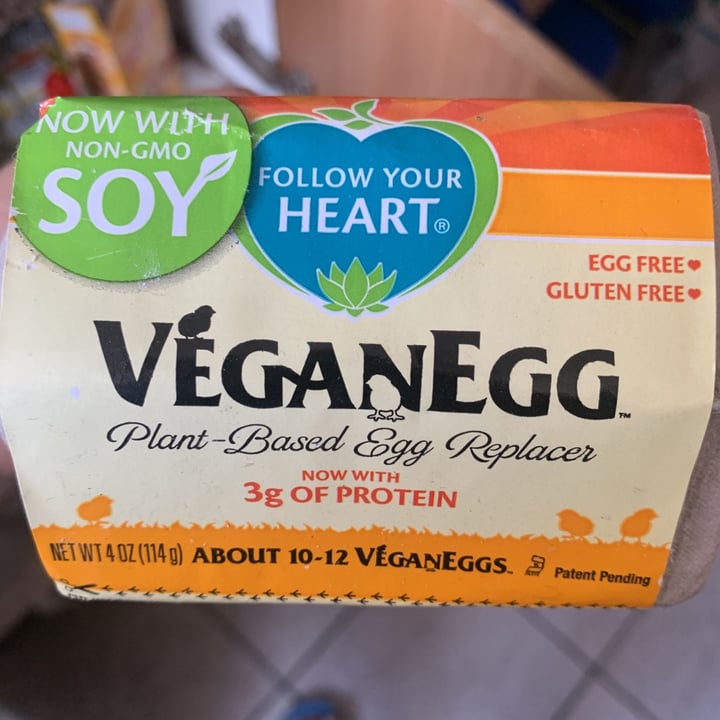 NOW WITH
NON-GMO
SOY
FOLLOW YOUR
HEART®
EGG FREE
GLUTEN FREE
VEGANEGG™
Plant-Based Egg Replacer
NOW WITH
3g OF PROTEIN
NET WT 4 OZ (114 g) ABOUT 10-12 VEGANEGGS™ Patent Pending